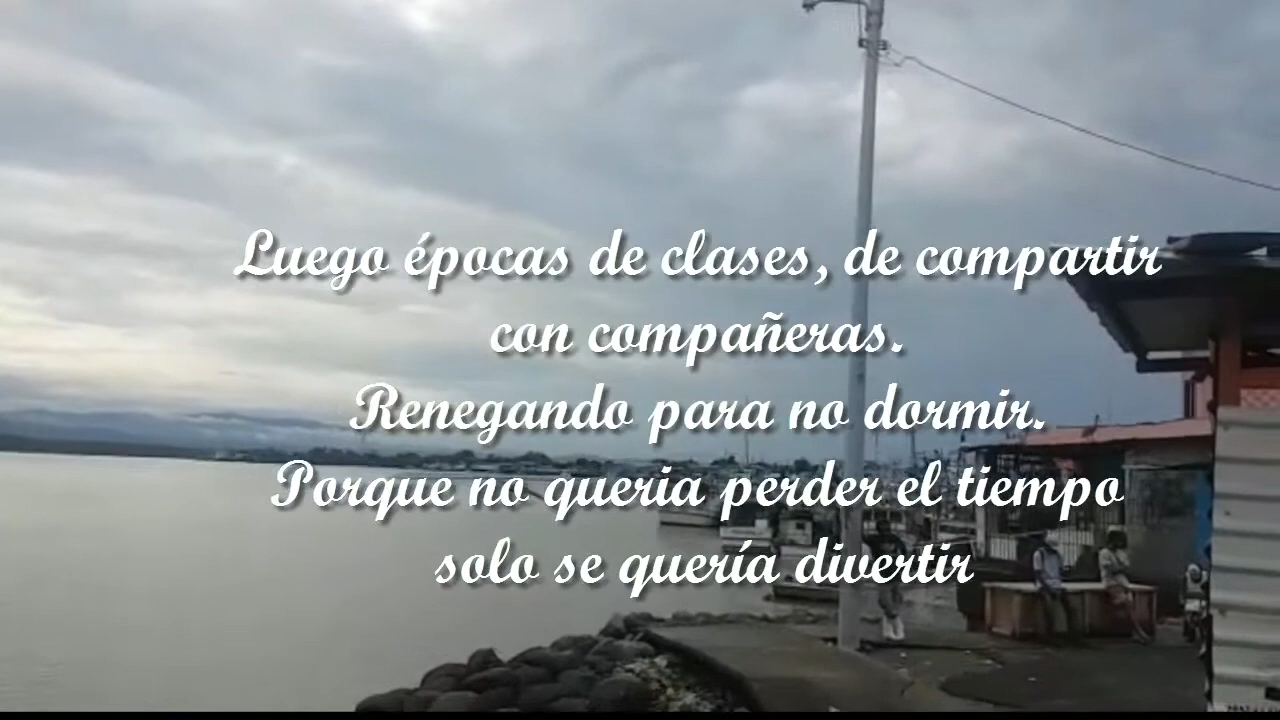 Luego épocas de clases, de compartir
con compañeras.
Renegando para no dormir.
Porque no queria perder el tiempo
solo se quería divertir